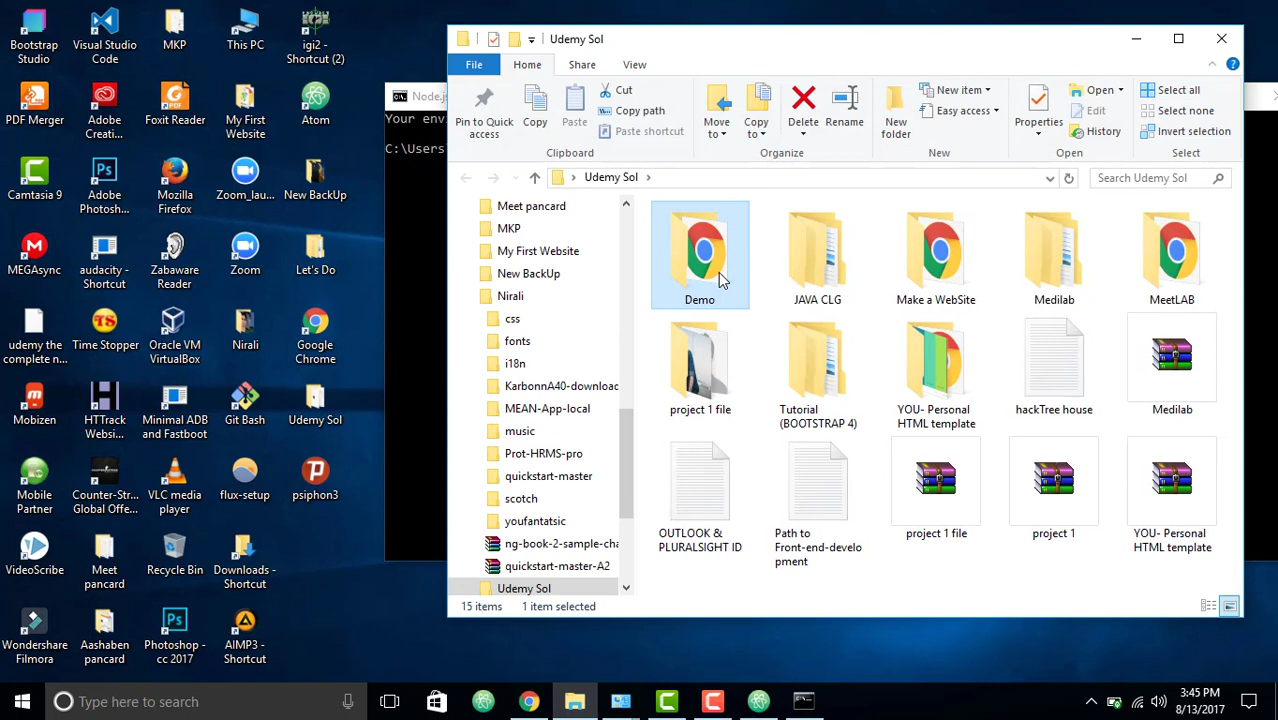 Bootstrap
Studio
Visual Studio
Code
MKP
This PC
igi2 -
Shortcut (2)
PDF Merger
Adobe
Creati...
Foxit Reader
My First
Website
Atom
Camtasia 9
Adobe
Photosh...
Mozilla
Firefox
Zoom_lau...
New BackUp
MEGAsync
audacity -
Shortcut
Zabaware
Reader
Zoom
Let's Do
udemy the
complete n...
Time Stopper
Oracle VM
VirtualBox
Nirali
Google
Chrome
Mobizen
HTTrack
Websi...
Minimal ADB
and Fastboot
Git Bash
Udemy Sol
Mobile
Partner
Counter-Str...
Global Offe...
VLC media
player
flux-setup
psiphon3
VideoScribe
Meet
pancard
Recycle Bin
Downloads -
Shortcut
Wondershare
Filmora
Aashaben
pancard
Photoshop -
cc 2017
AIMP3 -
Shortcut
Node.js
Your env
C:\Users
Udemy Sol
File
Home
Share
View
Pin to Quick
access
Copy
Paste
Cut
Copy path
Paste shortcut
Clipboard
Move
to
Copy
to
Delete
Rename
Organize
New
folder
New item
Easy access
New
Properties
Open
Edit
History
Open
Select all
Select none
Invert selection
Select
Udemy Sol
Search Udemy Sol
Meet pancard
MKP
My First Website
New BackUp
Nirali
css
fonts
i18n
KarbonnA40-download
MEAN-App-local
music
Prot-HRMS-pro
quickstart-master
scotch
youfantatsic
ng-book-2-sample-cha
quickstart-master-A2
Udemy Sol
Demo
JAVA CLG
Make a WebSite
Medilab
MeetLAB
project 1 file
Tutorial
(BOOTSTRAP 4)
YOU- Personal
HTML template
hackTree house
Medilab
OUTLOOK &
PLURALSIGHT ID
Path to
Front-end-develo
pment
project 1 file
project 1
YOU- Personal
HTML template
15 items
1 item selected
Type here to search
3:45 PM
8/13/2017